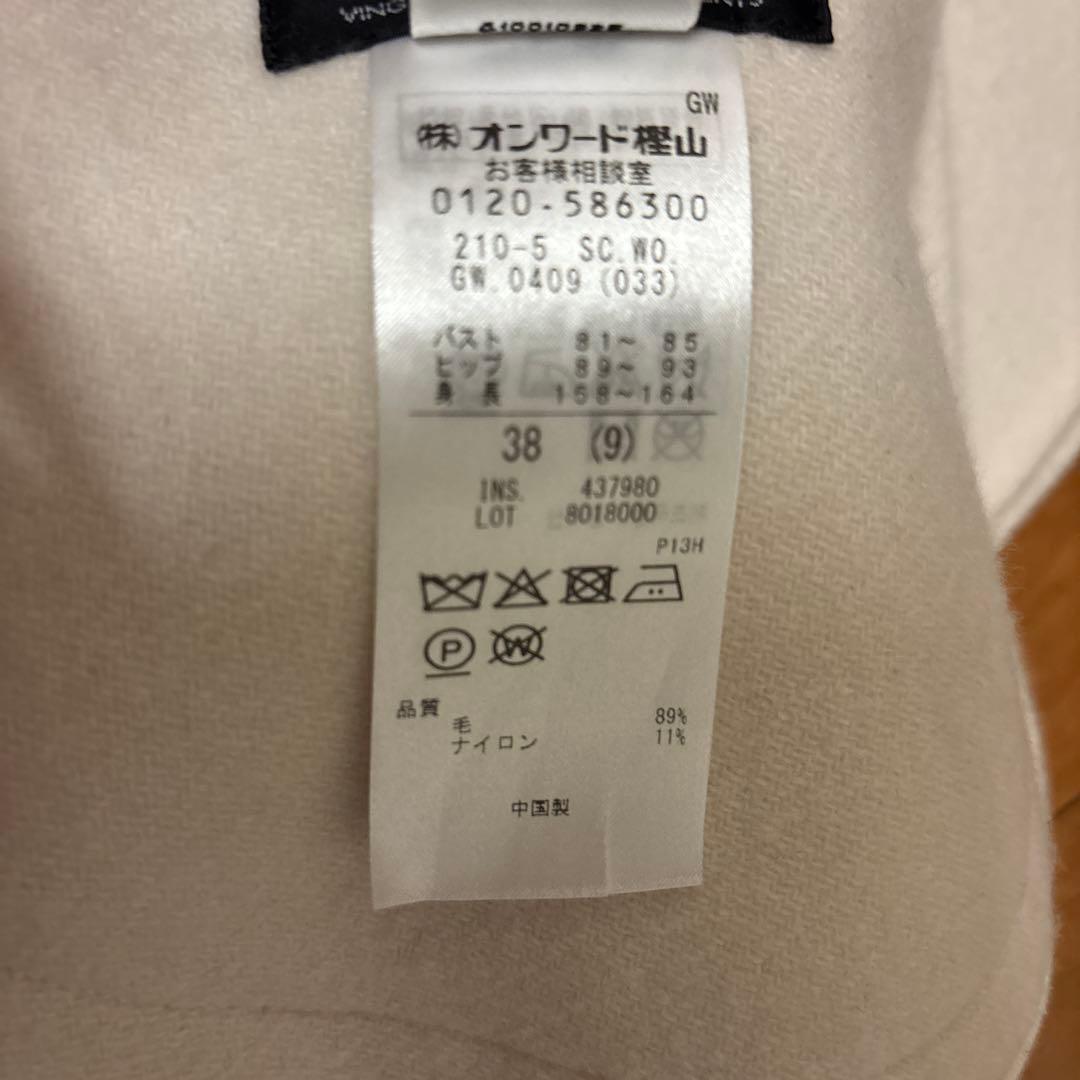 GW
㈱オンワード樫山
お客様相談室
0120-586300
210-5 SC.WO.
GW.0409 (033)
バスト 81～ 85
ヒップ 89～ 93
身長 158～164
38 (9)
INS. 437980
LOT 8018000
P13H
P
W
品質
毛 89%
ナイロン 11%
中国製